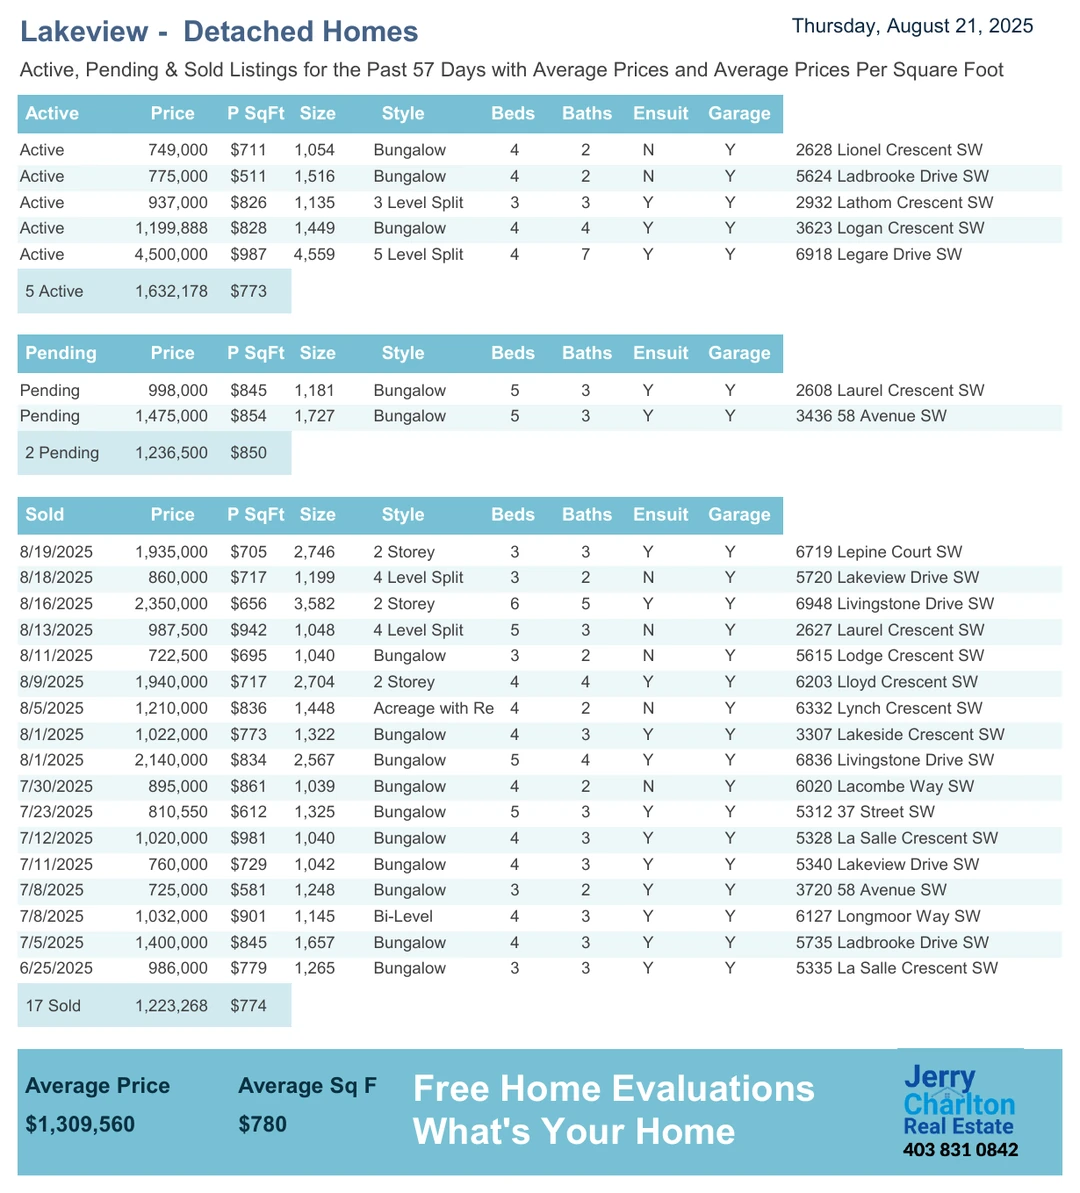 Lakeview - Detached Homes
Thursday, August 21, 2025
Active, Pending & Sold Listings for the Past 57 Days with Average Prices and Average Prices Per Square Foot
Active Price P SqFt Size Style Beds Baths Ensuit Garage
Active 749,000 $711 1,054 Bungalow 4 2 N Y 2628 Lionel Crescent SW
Active 775,000 $511 1,516 Bungalow 4 2 N Y 5624 Ladbrooke Drive SW
Active 937,000 $826 1,135 3 Level Split 3 3 Y Y 2932 Lathom Crescent SW
Active 1,199,888 $828 1,449 Bungalow 4 4 Y Y 3623 Logan Crescent SW
Active 4,500,000 $987 4,559 5 Level Split 4 7 Y Y 6918 Legare Drive SW
5 Active 1,632,178 $773
Pending Price P SqFt Size Style Beds Baths Ensuit Garage
Pending 998,000 $845 1,181 Bungalow 5 3 Y Y 2608 Laurel Crescent SW
Pending 1,475,000 $854 1,727 Bungalow 5 3 Y Y 3436 58 Avenue SW
2 Pending 1,236,500 $850
Sold Price P SqFt Size Style Beds Baths Ensuit Garage
8/19/2025 1,935,000 $705 2,746 2 Storey 3 3 Y Y 6719 Lepine Court SW
8/18/2025 860,000 $717 1,199 4 Level Split 3 2 N Y 5720 Lakeview Drive SW
8/16/2025 2,350,000 $656 3,582 2 Storey 6 5 Y Y 6948 Livingstone Drive SW
8/13/2025 987,500 $942 1,048 4 Level Split 5 3 N Y 2627 Laurel Crescent SW
8/11/2025 722,500 $695 1,040 Bungalow 3 2 N Y 5615 Lodge Crescent SW
8/9/2025 1,940,000 $717 2,704 2 Storey 4 4 Y Y 6203 Lloyd Crescent SW
8/5/2025 1,210,000 $836 1,448 Acreage with Re 4 2 N Y 6332 Lynch Crescent SW
8/1/2025 1,022,000 $773 1,322 Bungalow 4 3 Y Y 3307 Lakeside Crescent SW
8/1/2025 2,140,000 $834 2,567 Bungalow 5 4 Y Y 6836 Livingstone Drive SW
7/30/2025 895,000 $861 1,039 Bungalow 4 2 N Y 6020 Lacombe Way SW
7/23/2025 810,550 $612 1,325 Bungalow 5 3 Y Y 5312 37 Street SW
7/12/2025 1,020,000 $981 1,040 Bungalow 4 3 Y Y 5328 La Salle Crescent SW
7/11/2025 760,000 $729 1,042 Bungalow 4 3 Y Y 5340 Lakeview Drive SW
7/8/2025 725,000 $581 1,248 Bungalow 3 2 Y Y 3720 58 Avenue SW
7/8/2025 1,032,000 $901 1,145 Bi-Level 4 3 Y Y 6127 Longmoor Way SW
7/5/2025 1,400,000 $845 1,657 Bungalow 4 3 Y Y 5735 Ladbrooke Drive SW
6/25/2025 986,000 $779 1,265 Bungalow 3 3 Y Y 5335 La Salle Crescent SW
17 Sold 1,223,268 $774
Average Price Average Sq F
$1,309,560 $780
Free Home Evaluations
What's Your Home
Jerry
Charlton
Real Estate
403 831 0842